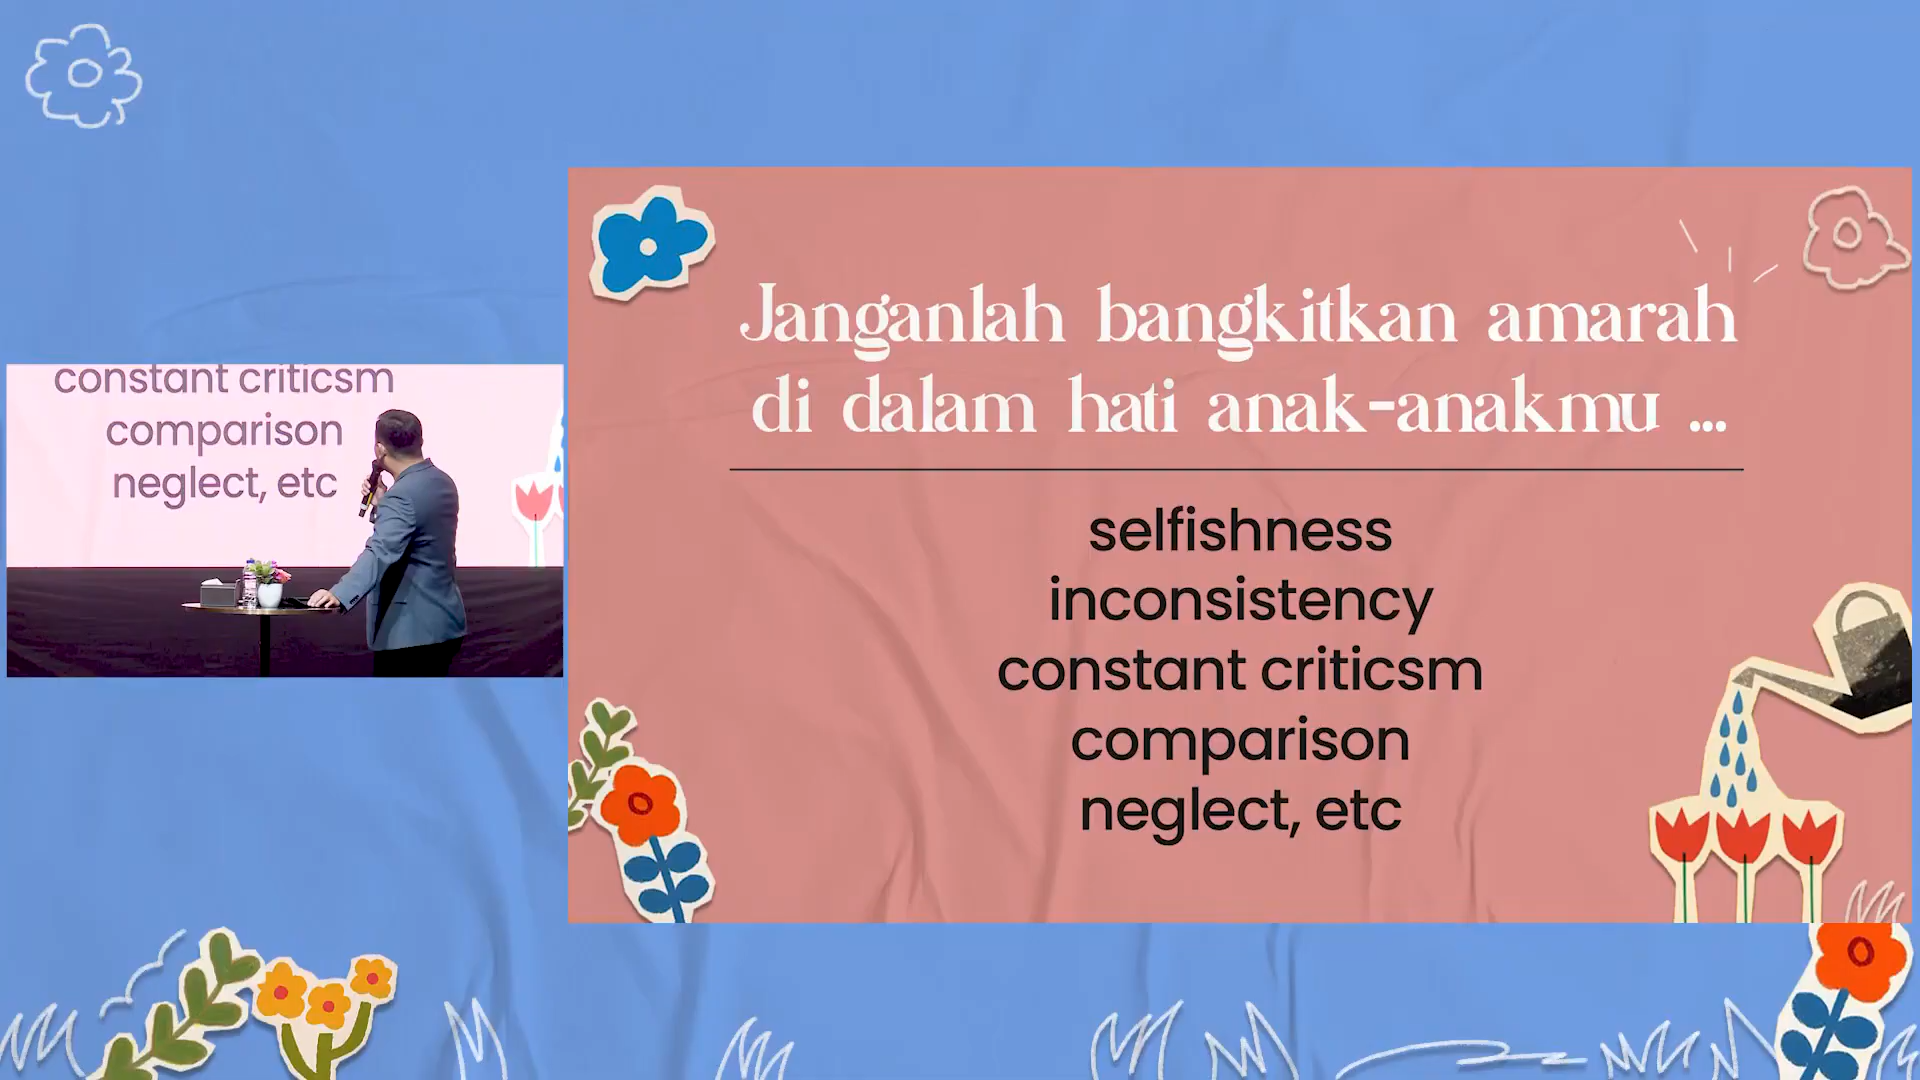 constant criticsm
comparison
neglect, etc
Janganlah bangkitkan amarah
di dalam hati anak-anakmu ...
selfishness
inconsistency
constant criticsm
comparison
neglect, etc